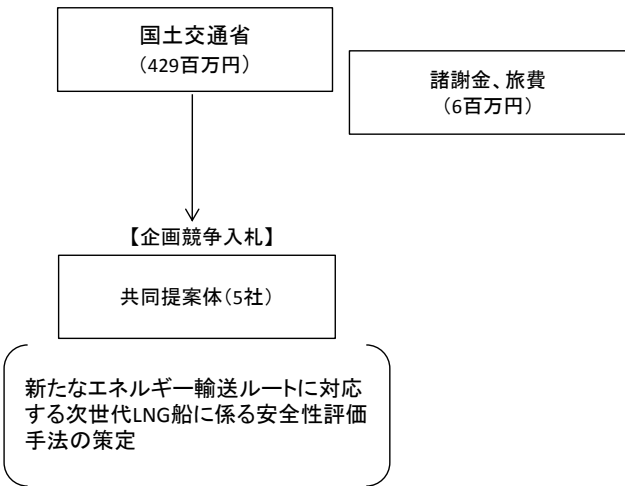 国土交通省
（429百万円）
諸謝金、旅費
（6百万円）
【企画競争入札】
共同提案体（5社）
新たなエネルギー輸送ルートに対応
する次世代LNG船に係る安全性評価
手法の策定